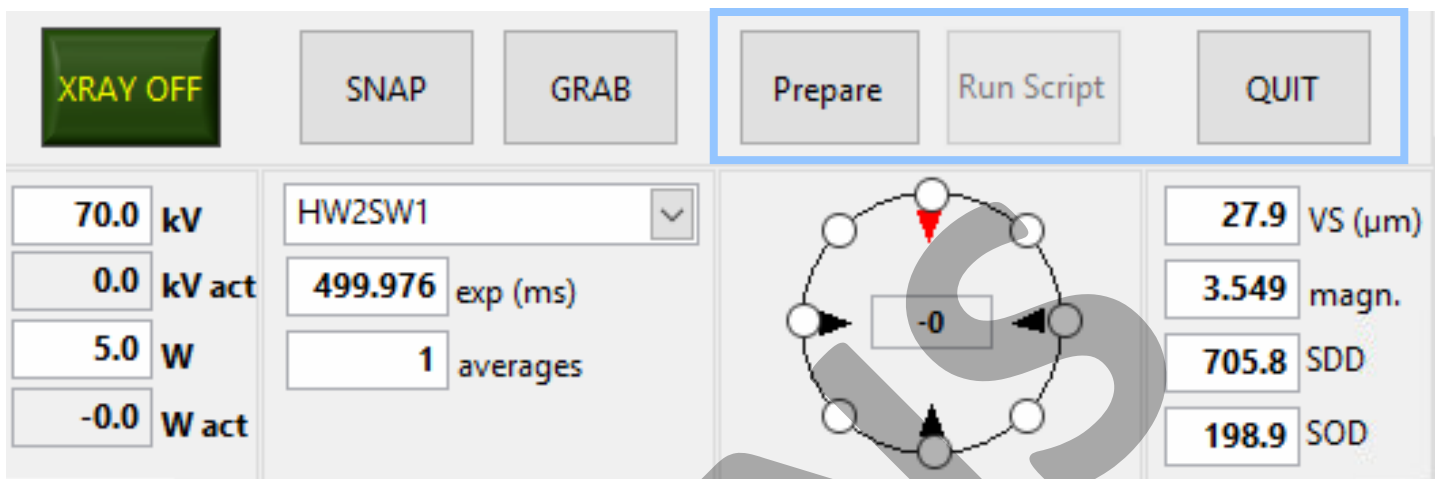 XRAY OFF
SNAP
GRAB
Prepare
Run Script
QUIT
70.0 kV
0.0 kV act
5.0 W
-0.0 W act
HW2SW1
499.976 exp (ms)
1 averages
-0
27.9 VS (µm)
3.549 magn.
705.8 SDD
198.9 SOD